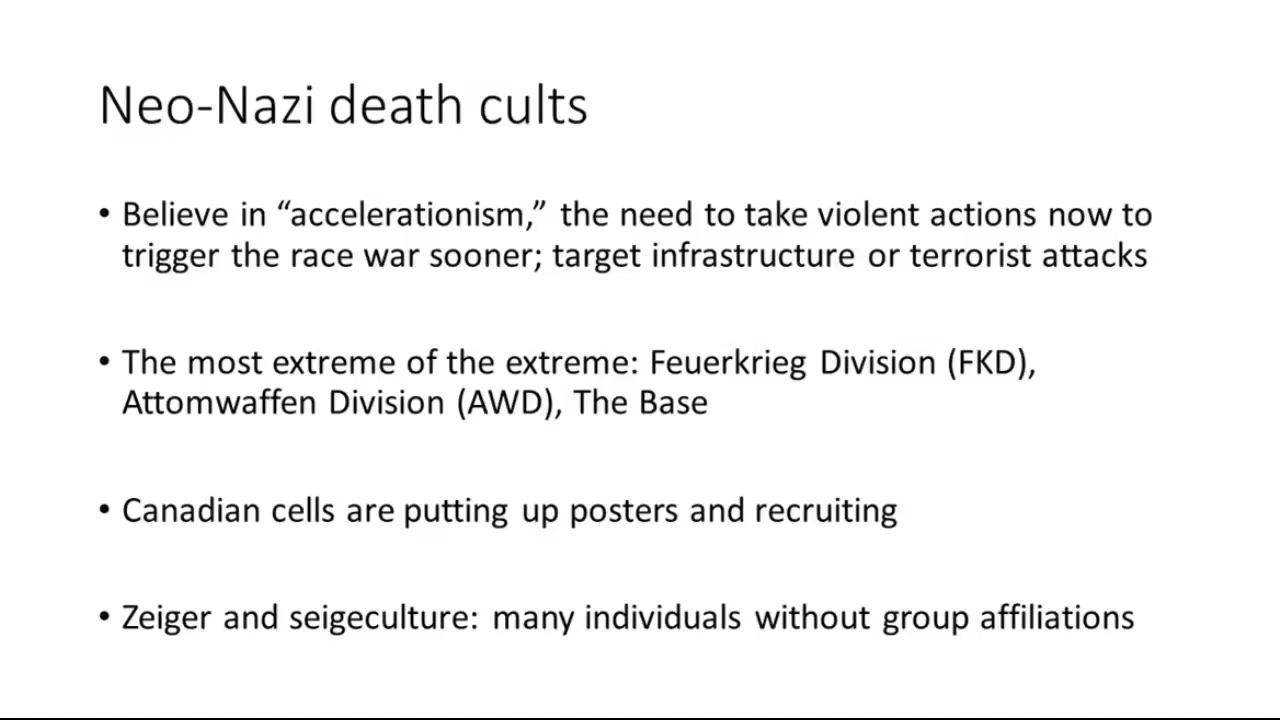 Neo-Nazi death cults
• Believe in “accelerationism,” the need to take violent actions now to
trigger the race war sooner; target infrastructure or terrorist attacks
• The most extreme of the extreme: Feuerkrieg Division (FKD),
Attomwaffen Division (AWD), The Base
• Canadian cells are putting up posters and recruiting
• Zeiger and seigeculture: many individuals without group affiliations